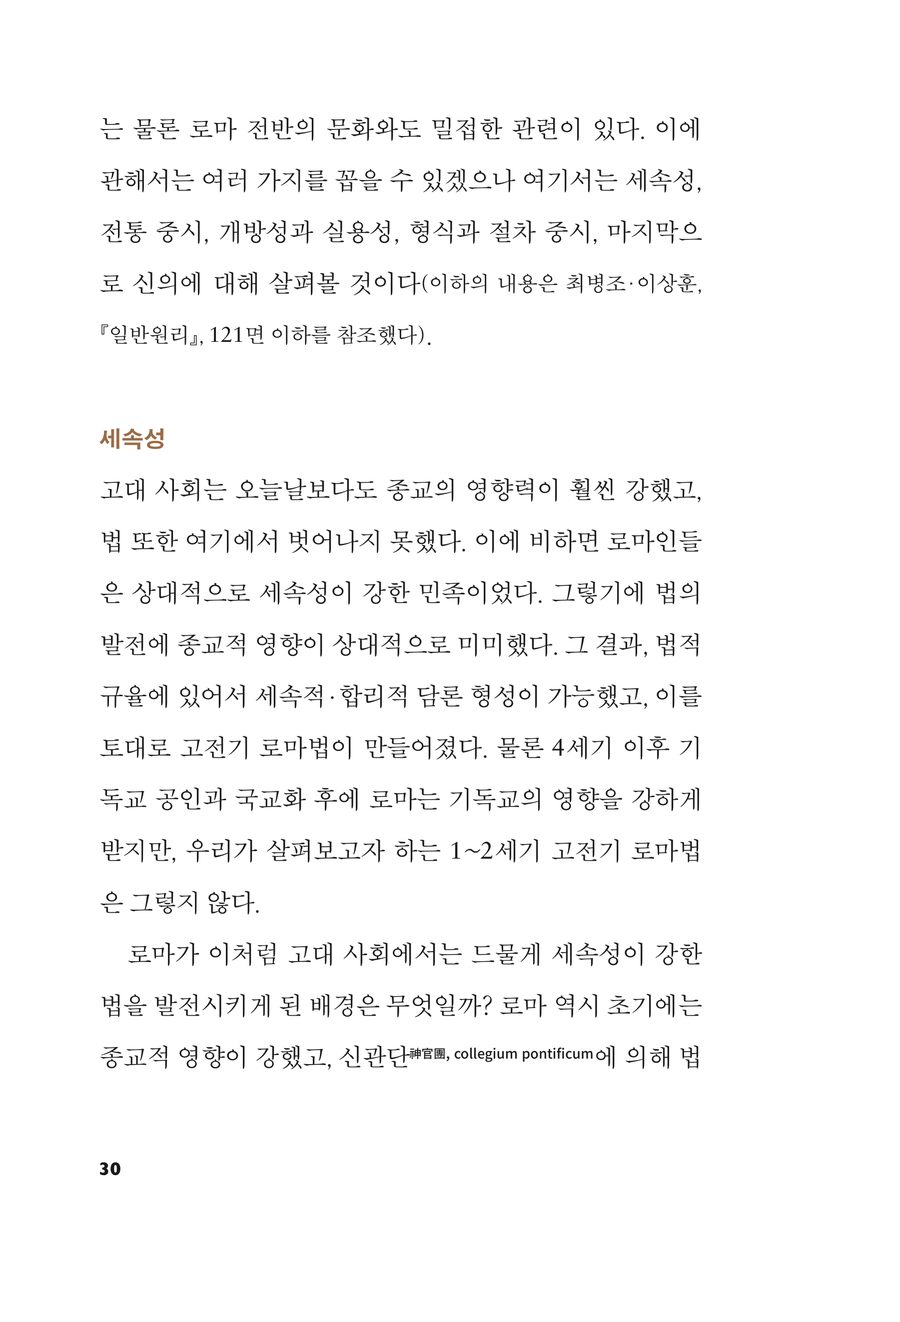 는 물론 로마 전반의 문화와도 밀접한 관련이 있다. 이에
관해서는 여러 가지를 꼽을 수 있겠으나 여기서는 세속성,
전통 중시, 개방성과 실용성, 형식과 절차 중시, 마지막으
로 신의에 대해 살펴볼 것이다(이하의 내용은 최병조·이상훈,
『일반원리』, 121면 이하를 참조했다).
세속성
고대 사회는 오늘날보다도 종교의 영향력이 훨씬 강했고,
법 또한 여기에서 벗어나지 못했다. 이에 비하면 로마인들
은 상대적으로 세속성이 강한 민족이었다. 그렇기에 법의
발전에 종교적 영향이 상대적으로 미미했다. 그 결과, 법적
규율에 있어서 세속적·합리적 담론 형성이 가능했고, 이를
토대로 고전기 로마법이 만들어졌다. 물론 4세기 이후 기
독교 공인과 국교화 후에 로마는 기독교의 영향을 강하게
받지만, 우리가 살펴보고자 하는 1~2세기 고전기 로마법
은 그렇지 않다.
로마가 이처럼 고대 사회에서는 드물게 세속성이 강한
법을 발전시키게 된 배경은 무엇일까? 로마 역시 초기에는
종교적 영향이 강했고, 신관단神官團, collegium pontificum에 의해 법
30